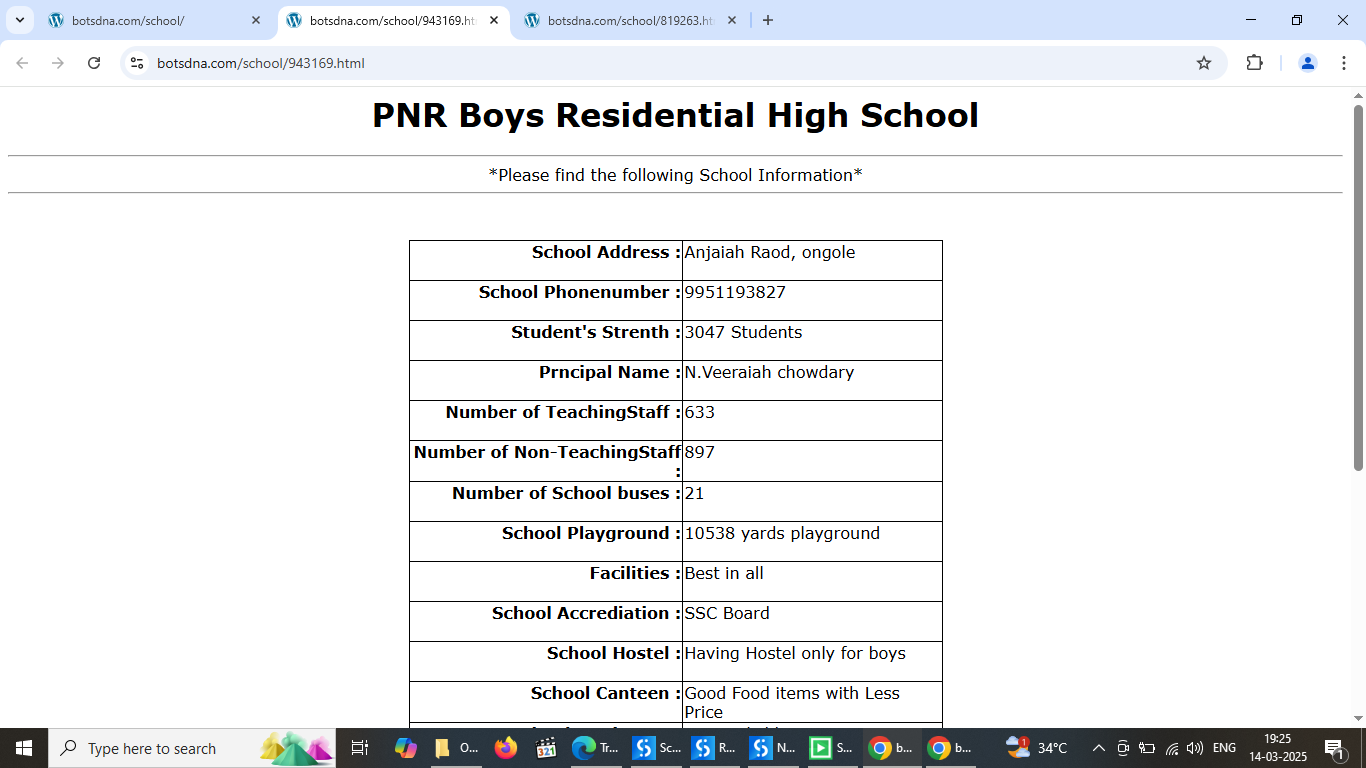 botsdna.com/school/
botsdna.com/school/943169.ht
botsdna.com/school/819263.ht
botsdna.com/school/943169.html
PNR Boys Residential High School
*Please find the following School Information*
School Address : Anjaiah Raod, ongole
School Phonenumber : 9951193827
Student's Strenth : 3047 Students
Prncipal Name : N.Veeraiah chowdary
Number of TeachingStaff : 633
Number of Non-TeachingStaff 897
:
Number of School buses : 21
School Playground : 10538 yards playground
Facilities : Best in all
School Accrediation : SSC Board
School Hostel : Having Hostel only for boys
School Canteen : Good Food items with Less
Price
Type here to search
321
O...
Tr...
Sc...
R...
N...
S...
b...
b...
1
34°C
ENG
19:25
14-03-2025
1